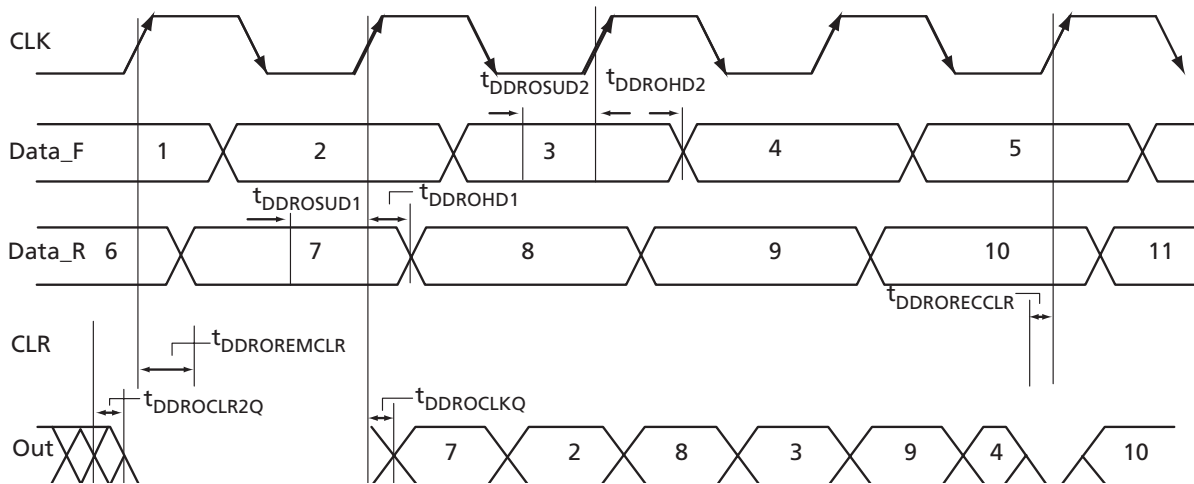 CLK
tDDROSUD2 tDDROHD2
Data_F 1 2 3 4 5
tDDROSUD1 tDDROHD1
Data_R 6 7 8 9 10 11
tDDRORECCLR
CLR
tDDROREMCLR
tDDROCLR2Q tDDROCLKQ
Out 7 2 8 3 9 4 10